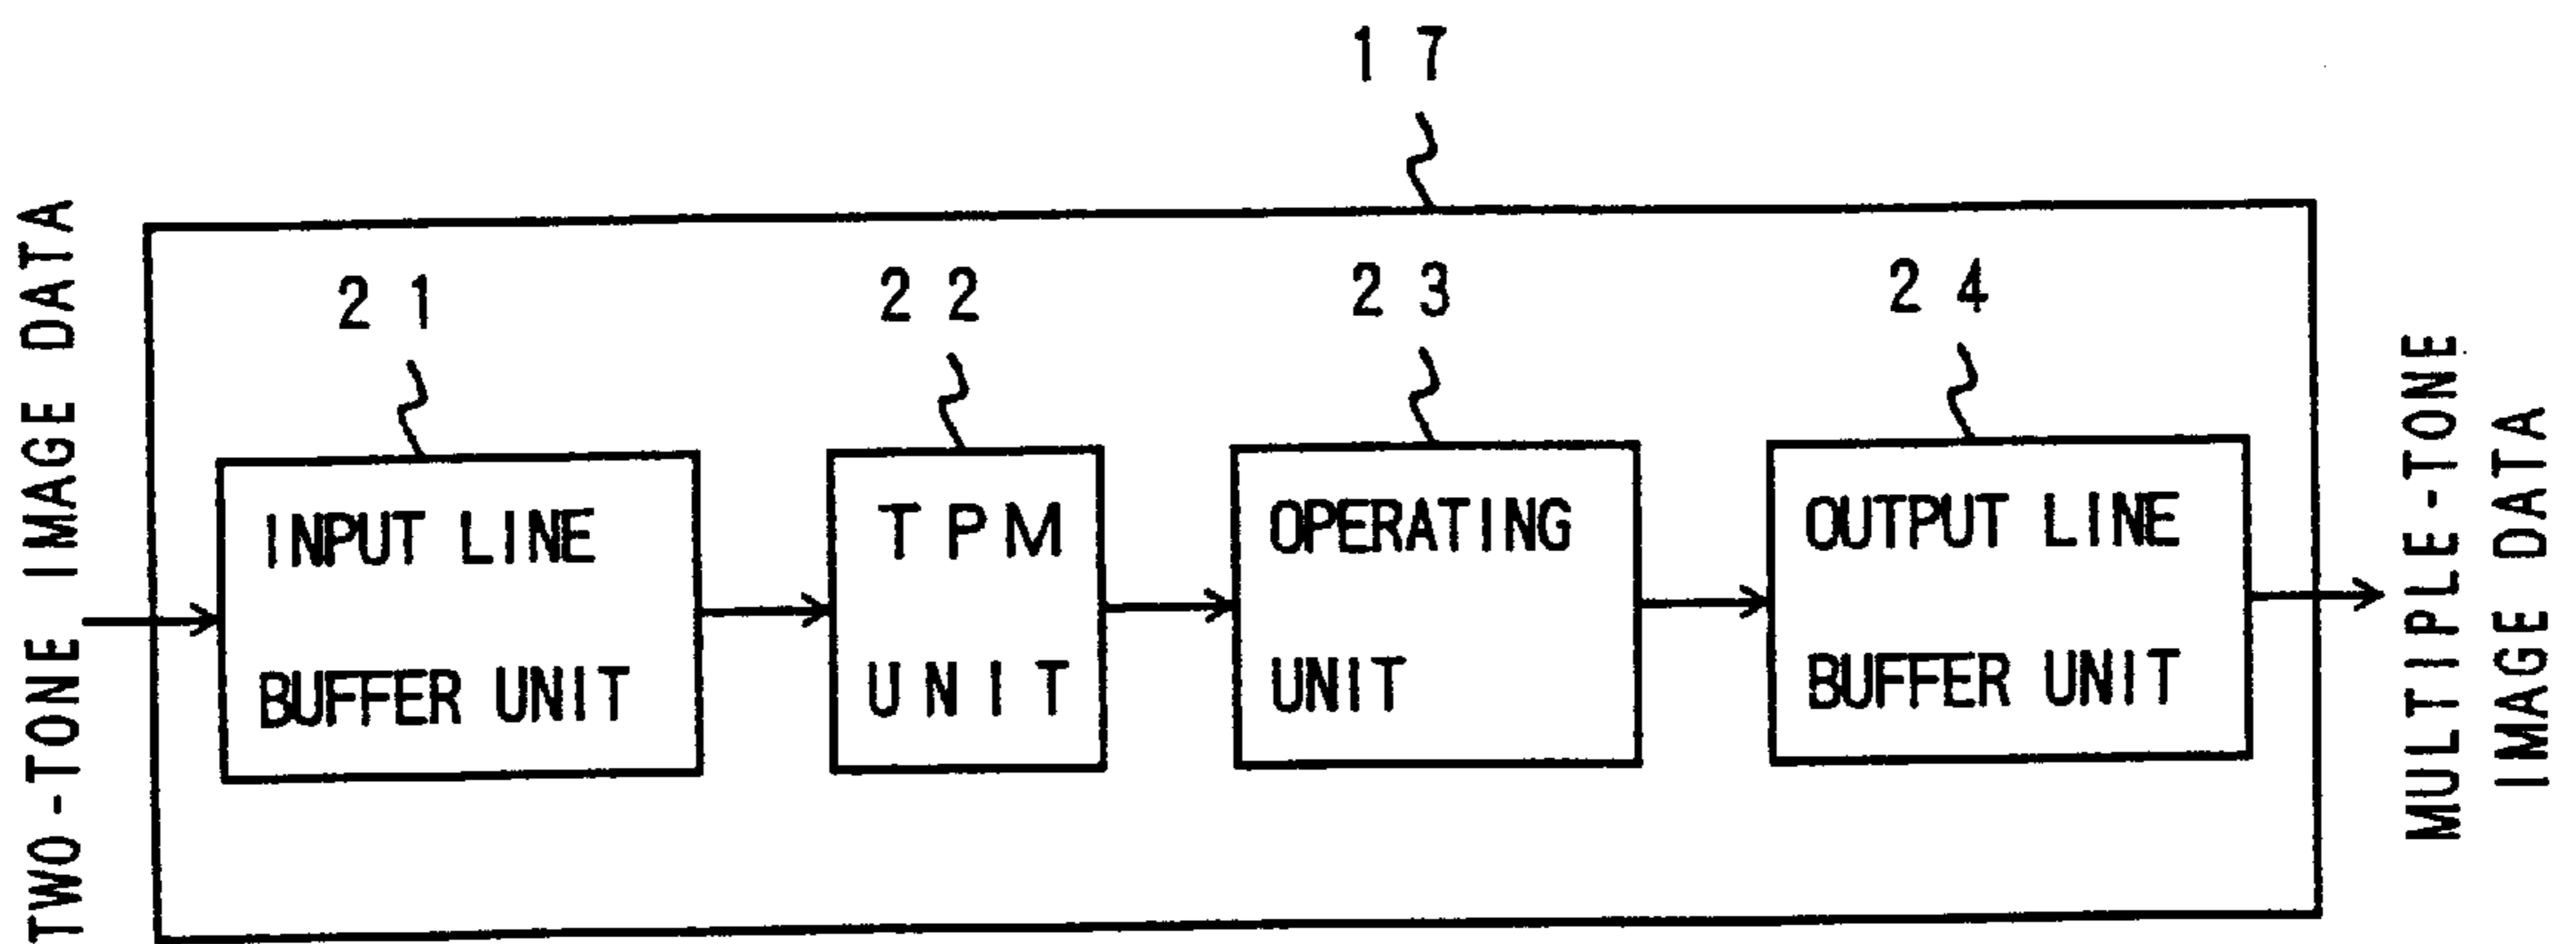 17
TWO-TONE IMAGE DATA
21
22
23
24
INPUT LINE
BUFFER UNIT
TPM
UNIT
OPERATING
UNIT
OUTPUT LINE
BUFFER UNIT
MULTIPLE-TONE
IMAGE DATA